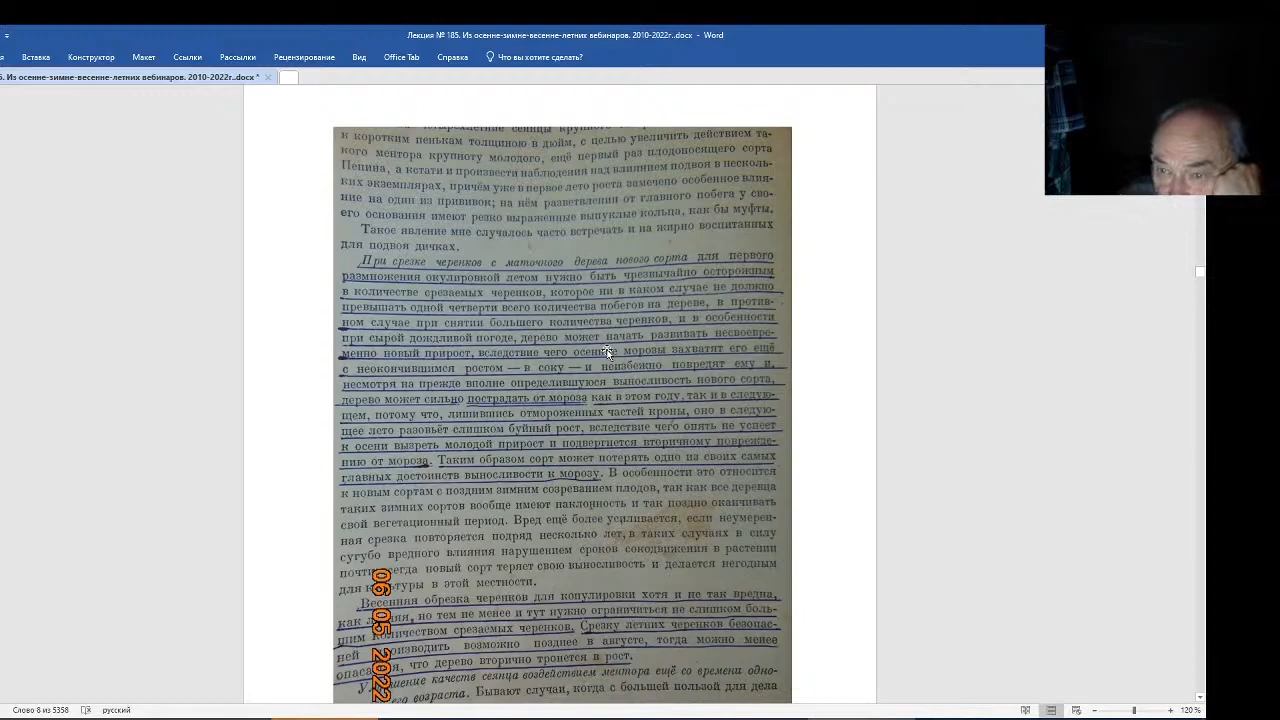 Лекция № 185. Из осенне-зимне-весенне-летних вебинаров. 2010-2022г..docx - Word
Вставка Конструктор Макет Ссылки Рассылки Рецензирование Вид Office Tab Справка Что вы хотите сделать?
Из осенне-зимне-весенне-летних вебинаров. 2010-2022г..docx *
сеянцы
к коротким пенькам толщиною в дюйм, с целью увеличить действием та-
кого ментора крупноту молодого, ещё первый раз плодоносящего сорта
Пепина, а кстати и произвести наблюдения над влиянием подвоя в несколь-
ких экземплярах, причём уже в первое лето роста замечено особенное влия-
ние на один из прививок; на нём разветвления от главного побега у сво-
его основания имеют резко выраженные выпуклые кольца, как бы муфты.
Такое явление мне случалось часто встречать и на жирно воспитанных
для подвоя дичках.
При срезке черенков с маточного дерева нового сорта для первого
размножения окулировкой летом нужно быть чрезвычайно осторожным
в количестве срезаемых черенков, которое ни в каком случае не должно
превышать одной четверти всего количества побегов на дереве, в против-
ном случае при снятии большего количества черенков, и в особенности
при сырой дождливой погоде, дерево может начать развивать несвоевре-
менно новый прирост, вследствие чего осенние морозы захватят его ещё
с неокончившимся ростом — в соку — и неизбежно повредят ему и,
несмотря на прежде вполне определившуюся выносливость нового сорта,
дерево может сильно пострадать от мороза как в этом году, так и в следую-
щем, потому что, лишившись отмороженных частей кроны, оно в следую-
щее лето разовьёт слишком буйный рост, вследствие чего опять не успеет
к осени вызреть молодой прирост и подвергнется вторичному поврежде-
нию от мороза. Таким образом сорт может потерять одно из своих самых
главных достоинств выносливости к морозу. В особенности это относится
к новым сортам с поздним зимним созреванием плодов, так как все деревца
таких зимних сортов вообще имеют наклонность и так поздно оканчивать
свой вегетационный период. Вред ещё более усиливается, если неумерен-
ная срезка повторяется подряд несколько лет, в таких случаях в силу
сугубо вредного влияния нарушением сроков сокодвижения в растении
почти всегда новый сорт теряет свою выносливость и делается негодным
для культуры в этой местности.
Весенняя обрезка черенков для копулировки хотя и не так вредна,
как летняя, но тем не менее и тут нужно ограничиться не слишком боль-
шим количеством срезаемых черенков. Срезку летних черенков безопас-
ней производить возможно позднее в августе, тогда можно менее
опасаться, что дерево вторично тронется в рост.
Улучшение качеств сеянца воздействием ментора ещё со времени одно-
его возраста. Бывают случаи, когда с большей пользой для дела
06 05 2022
Слово 8 из 5358 русский 120 %